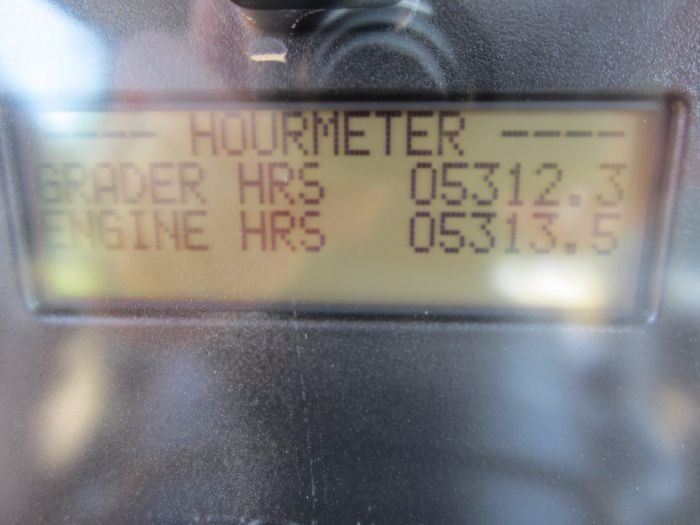 ---- HOURMETER ----
GRADER HRS 05312.3
ENGINE HRS 05313.5